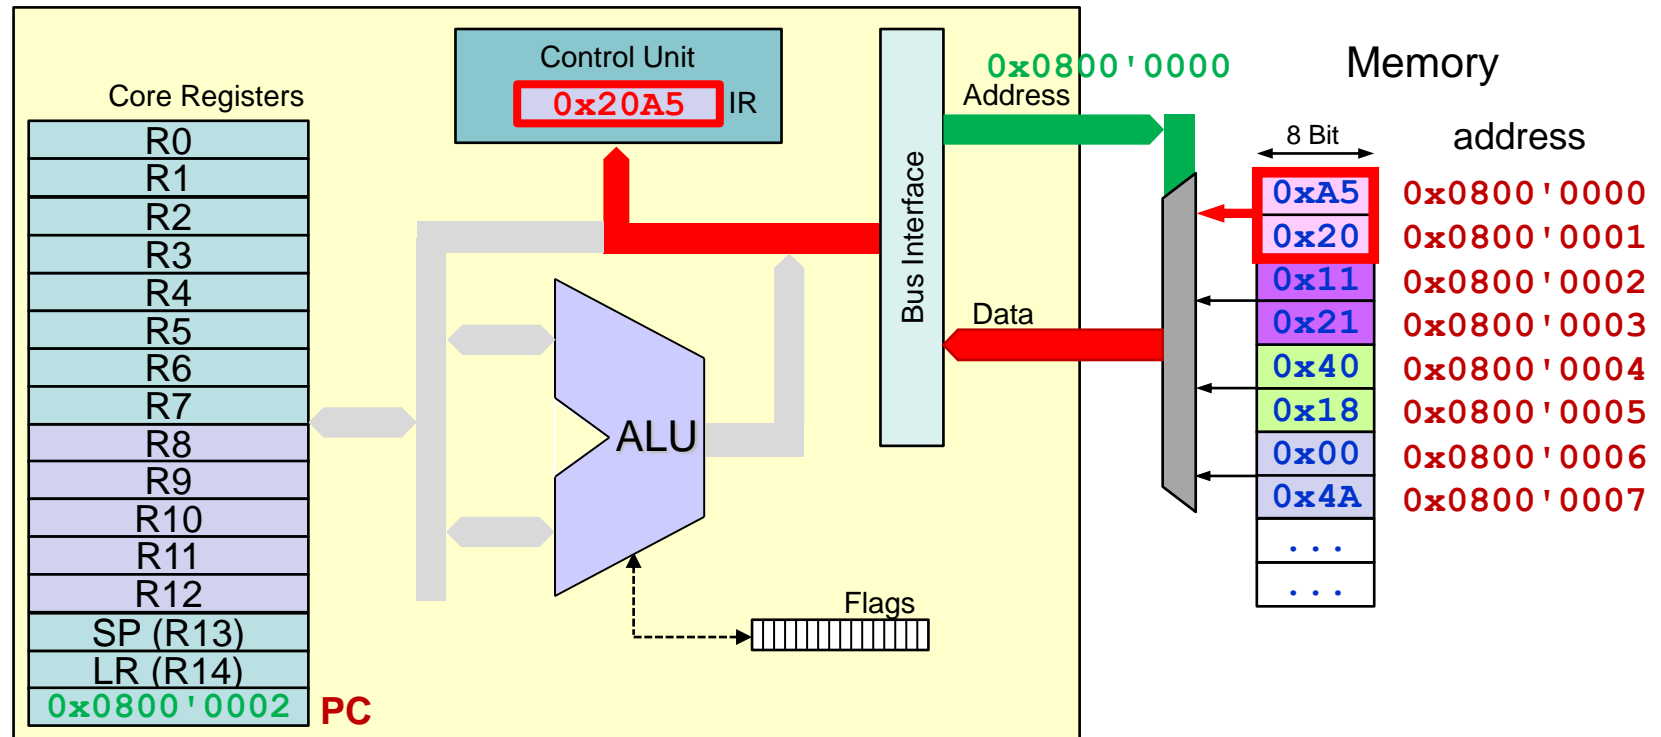 Control Unit
0x20A5
IR
Core Registers
R0
R1
R2
R3
R4
R5
R6
R7
R8
R9
R10
R11
R12
SP (R13)
LR (R14)
0x0800'0002
PC
ALU
Flags
Bus Interface
0x0800'0000
Address
Data
Memory
8 Bit
address
0xA5 0x0800'0000
0x20 0x0800'0001
0x11 0x0800'0002
0x21 0x0800'0003
0x40 0x0800'0004
0x18 0x0800'0005
0x00 0x0800'0006
0x4A 0x0800'0007
...
...